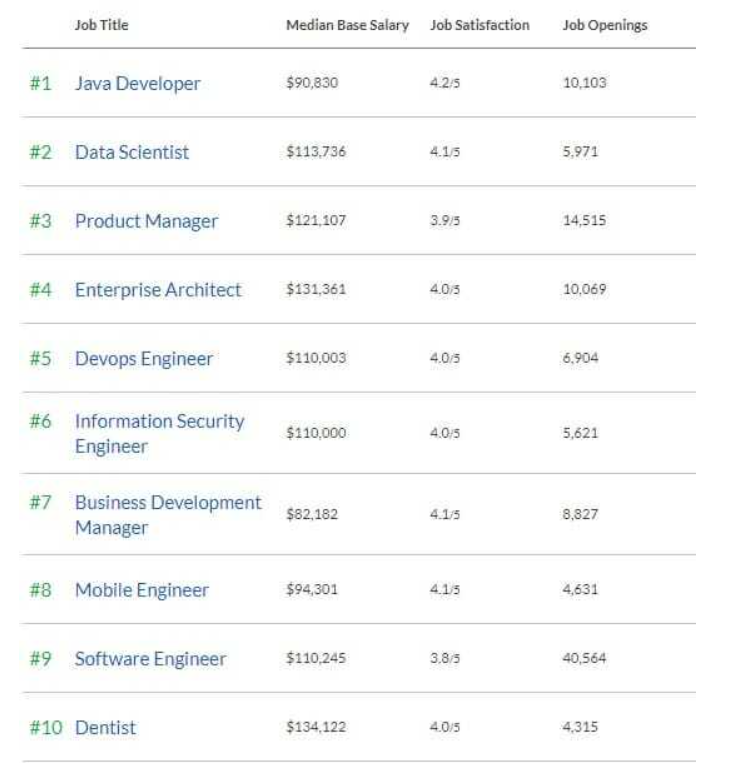 Job Title Median Base Salary Job Satisfaction Job Openings
#1 Java Developer $90,830 4.2/5 10,103
#2 Data Scientist $113,736 4.1/5 5,971
#3 Product Manager $121,107 3.9/5 14,515
#4 Enterprise Architect $131,361 4.0/5 10,069
#5 Devops Engineer $110,003 4.0/5 6,904
#6 Information Security
Engineer $110,000 4.0/5 5,621
#7 Business Development
Manager $82,182 4.1/5 8,827
#8 Mobile Engineer $94,301 4.1/5 4,631
#9 Software Engineer $110,245 3.8/5 40,564
#10 Dentist $134,122 4.0/5 4,315